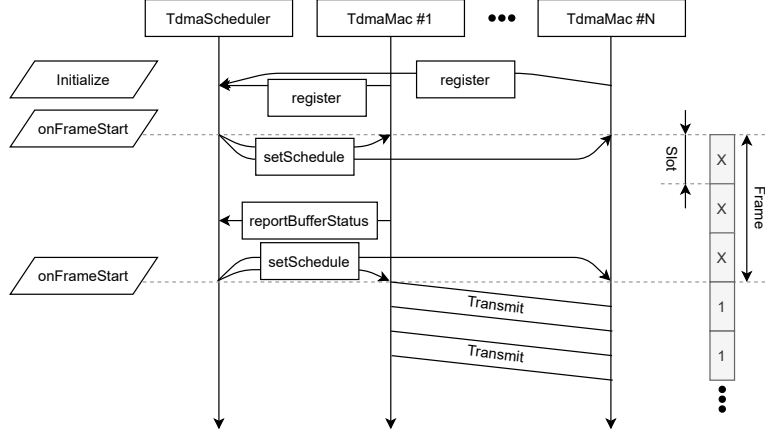 TdmaScheduler
TdmaMac #1
TdmaMac #N
Initialize
register
register
onFrameStart
setSchedule
Slot
X
Frame
X
reportBufferStatus
X
setSchedule
onFrameStart
Transmit
1
Transmit
1